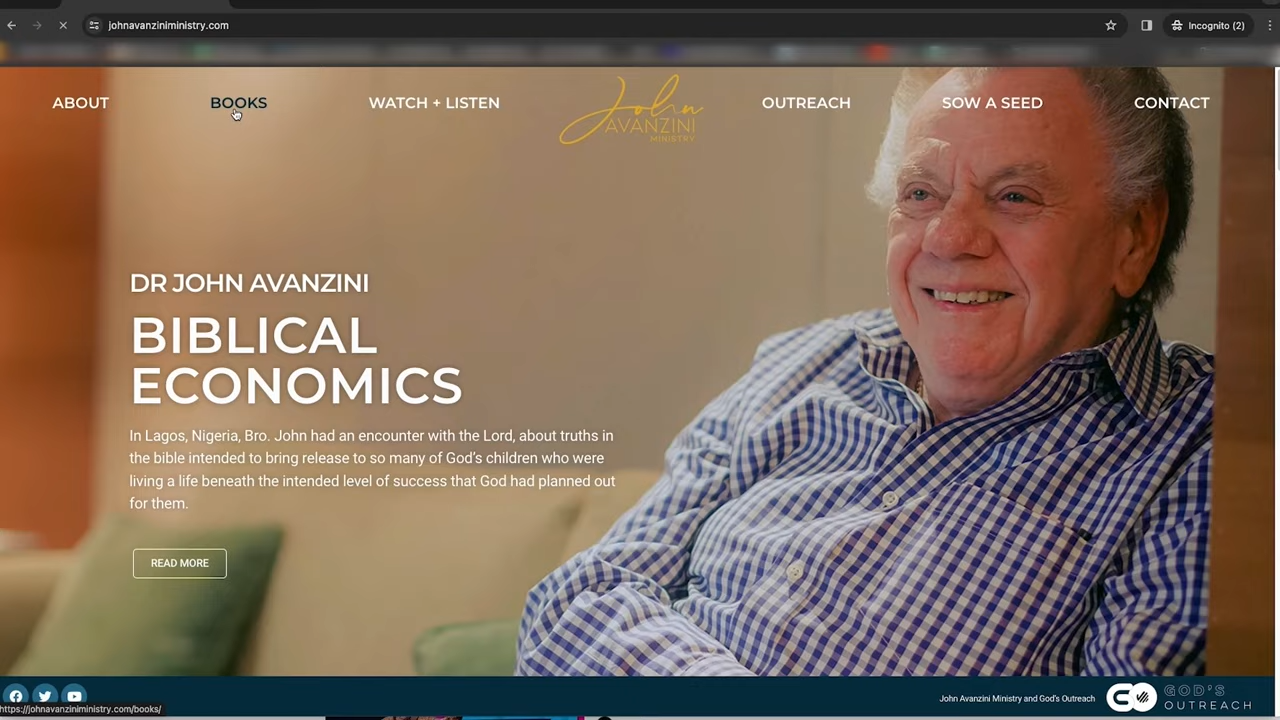 johnavanziniministry.com
Incognito (2)
ABOUT
BOOKS
WATCH + LISTEN
John
AVANZINI
MINISTRY
OUTREACH
SOW A SEED
CONTACT
DR JOHN AVANZINI
BIBLICAL
ECONOMICS
In Lagos, Nigeria, Bro. John had an encounter with the Lord, about truths in
the bible intended to bring release to so many of God's children who were
living a life beneath the intended level of success that God had planned out
for them.
READ MORE
John Avanzini Ministry and God's Outreach
GOD'S
OUTREACH
https://johnavanziniministry.com/books/